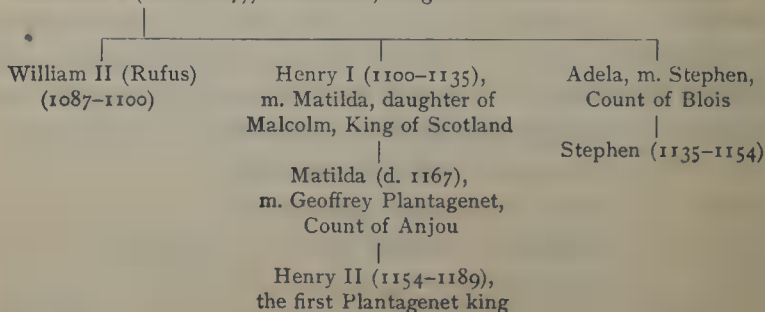 William II (Rufus)
(1087–1100)
Henry I (1100–1135),
m. Matilda, daughter of
Malcolm, King of Scotland
Adela, m. Stephen,
Count of Blois
Stephen (1135–1154)
Matilda (d. 1167),
m. Geoffrey Plantagenet,
Count of Anjou
Henry II (1154–1189),
the first Plantagenet king